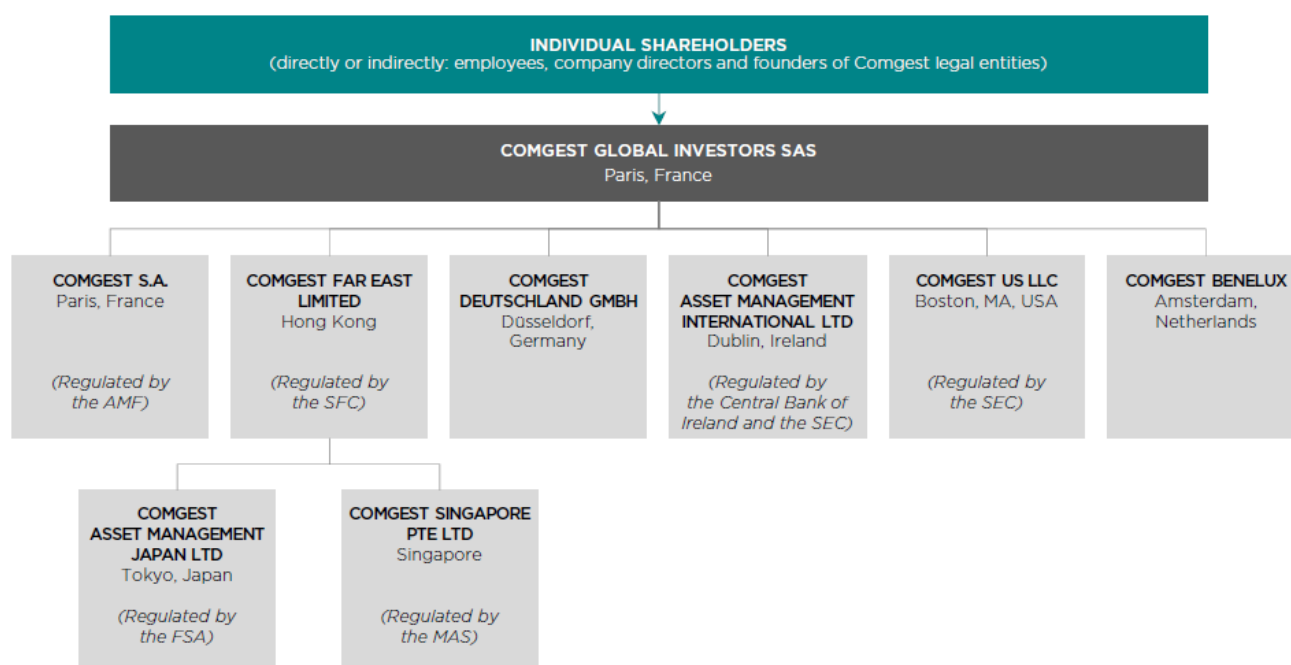 INDIVIDUAL SHAREHOLDERS
(directly or indirectly: employees, company directors and founders of Comgest legal entities)
COMGEST GLOBAL INVESTORS SAS
Paris, France
COMGEST S.A.
Paris, France
(Regulated by
the AMF)
COMGEST FAR EAST
LIMITED
Hong Kong
(Regulated by
the SFC)
COMGEST
DEUTSCHLAND GMBH
Düsseldorf,
Germany
COMGEST
ASSET MANAGEMENT
INTERNATIONAL LTD
Dublin, Ireland
(Regulated by
the Central Bank of
Ireland and the SEC)
COMGEST US LLC
Boston, MA, USA
(Regulated by
the SEC)
COMGEST BENELUX
Amsterdam,
Netherlands
COMGEST
ASSET MANAGEMENT
JAPAN LTD
Tokyo, Japan
(Regulated by
the FSA)
COMGEST SINGAPORE
PTE LTD
Singapore
(Regulated by
the MAS)